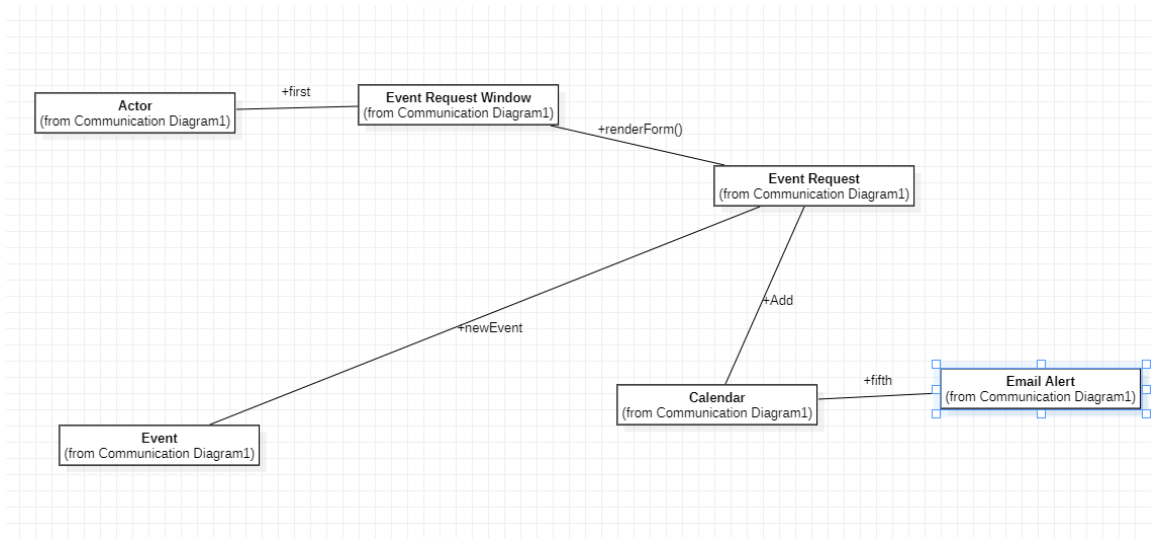 +first
Actor
(from Communication Diagram1)
Event Request Window
(from Communication Diagram1)
+renderForm()
Event Request
(from Communication Diagram1)
+Add
+newEvent
Calendar
(from Communication Diagram1)
+fifth
Email Alert
(from Communication Diagram1)
Event
(from Communication Diagram1)